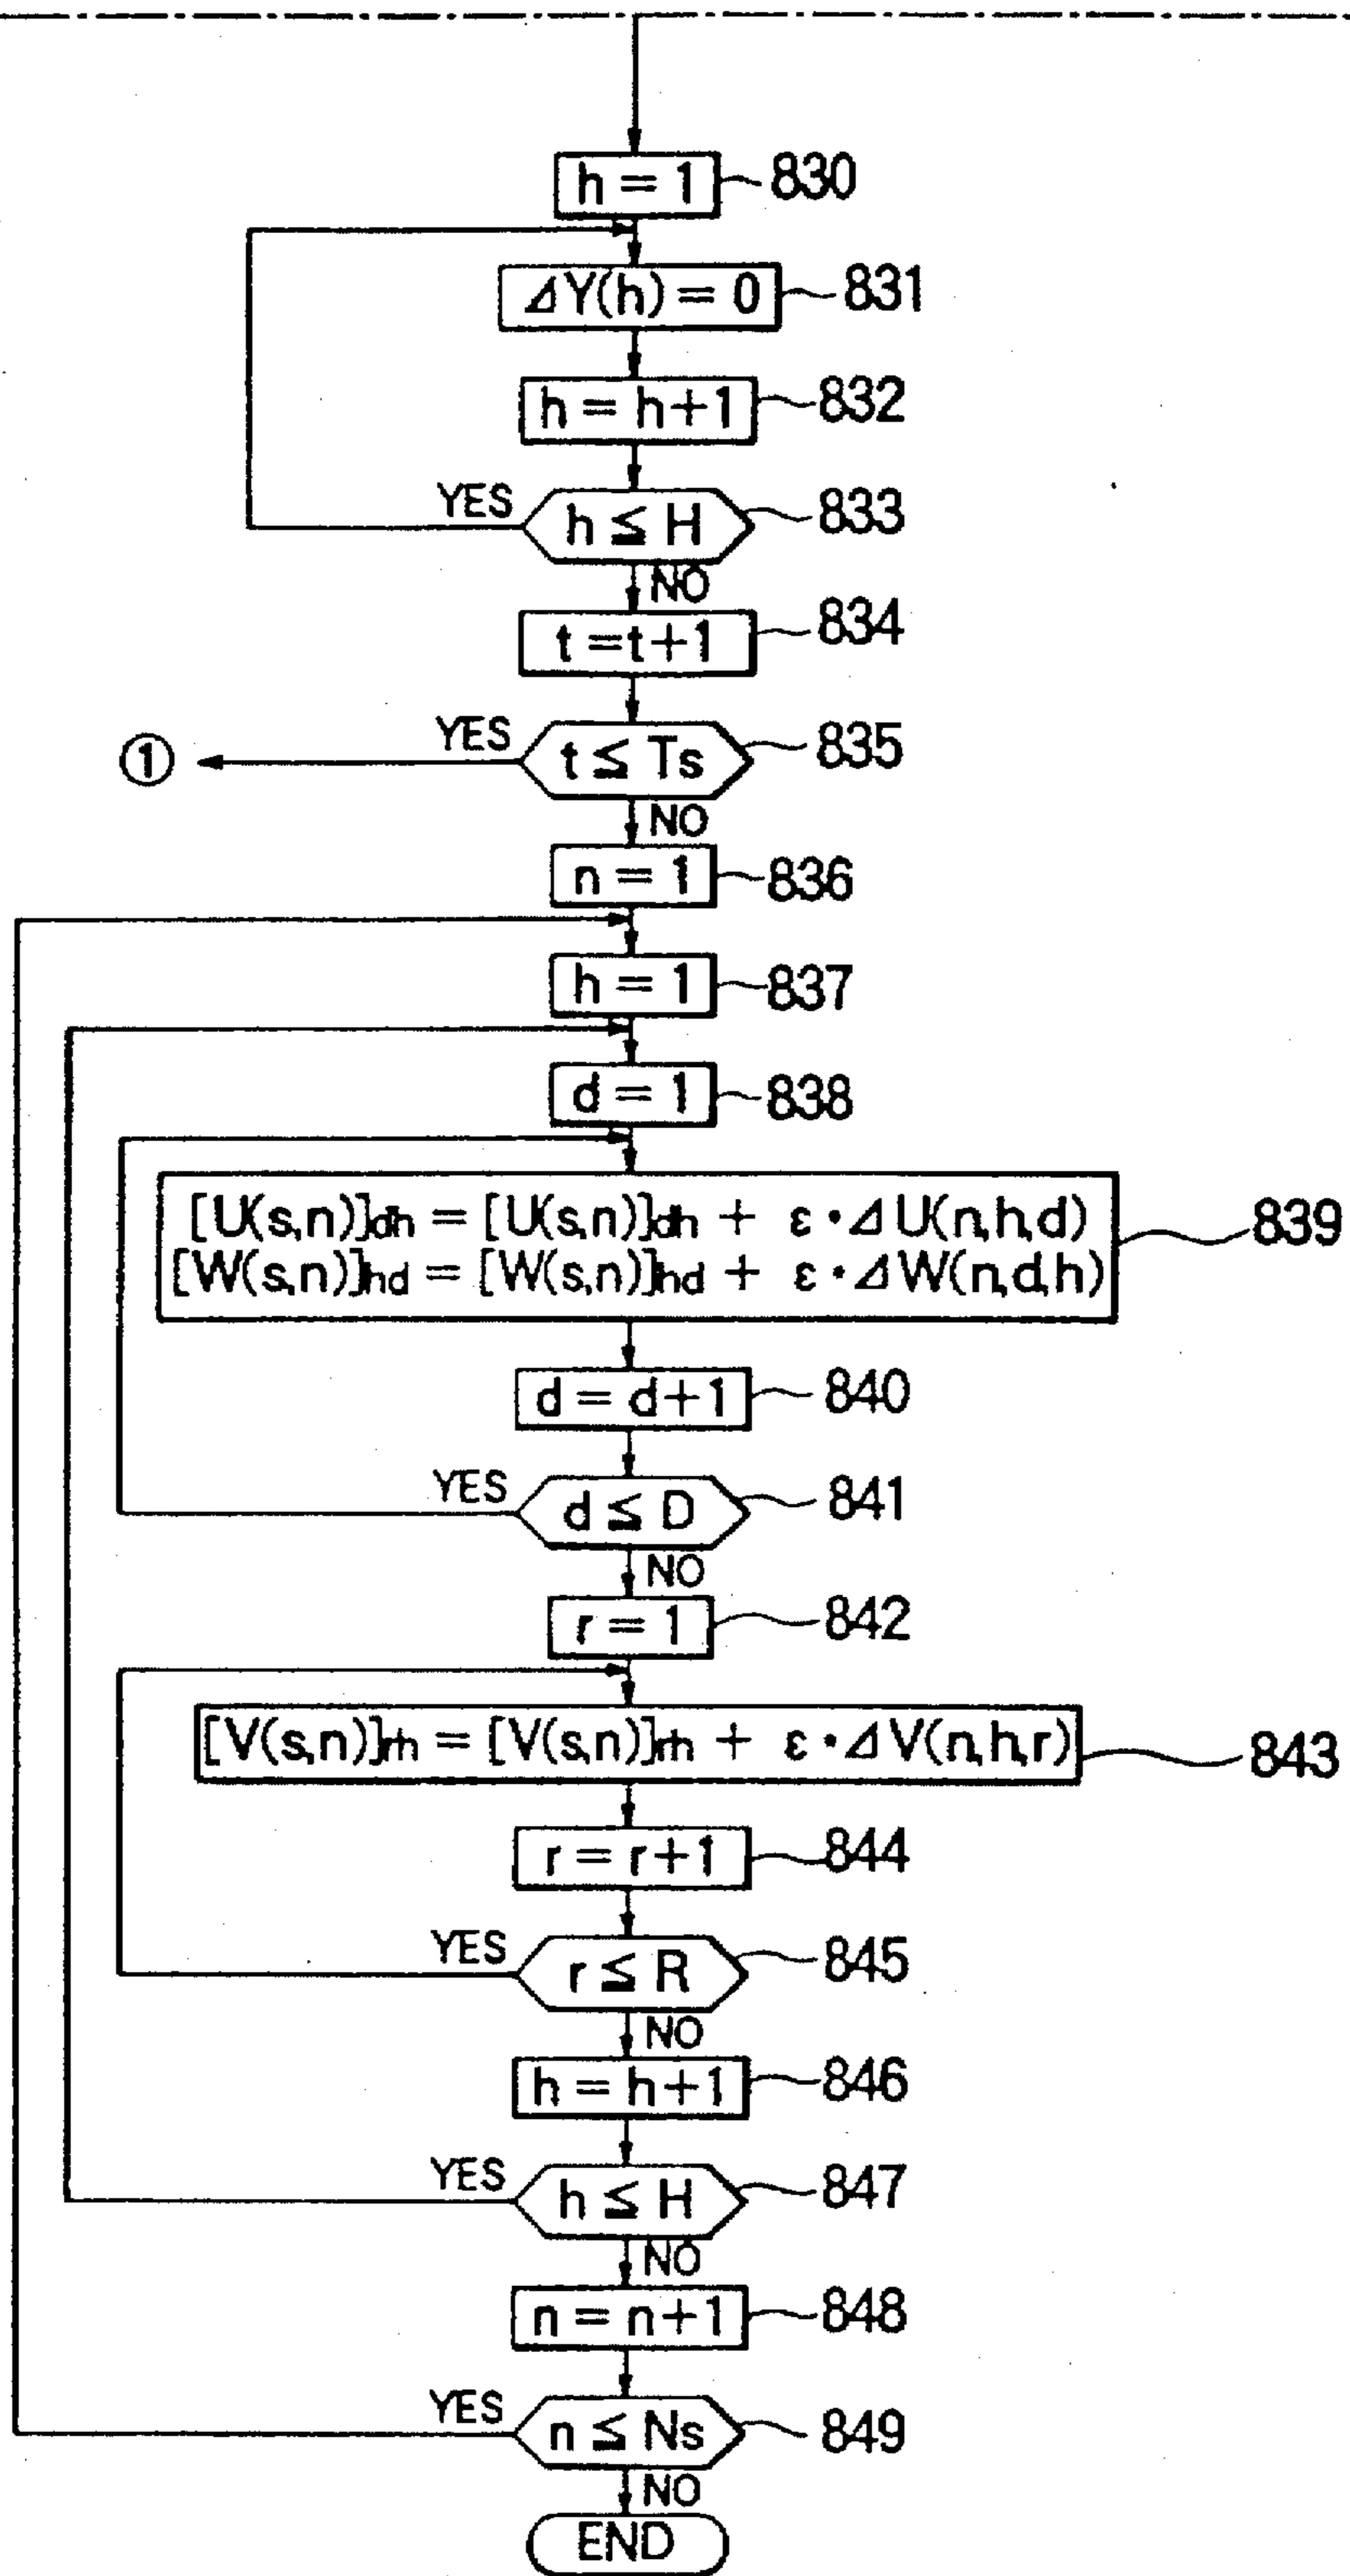 h = 1 830
ΔY(h) = 0 831
h = h+1 832
YES h ≦ H 833
NO
t = t+1 834
① YES t ≦ Ts 835
NO
n = 1 836
h = 1 837
d = 1 838
[U(s,n)]dh = [U(s,n)]dh + ε・ΔU(n,h,d) 839
[W(s,n)]hd = [W(s,n)]hd + ε・ΔW(n,d,h)
d = d+1 840
YES d ≦ D 841
NO
r = 1 842
[V(s,n)]rh = [V(s,n)]rh + ε・ΔV(n,h,r) 843
r = r+1 844
YES r ≦ R 845
NO
h = h+1 846
YES h ≦ H 847
NO
n = n+1 848
YES n ≦ Ns 849
NO
END